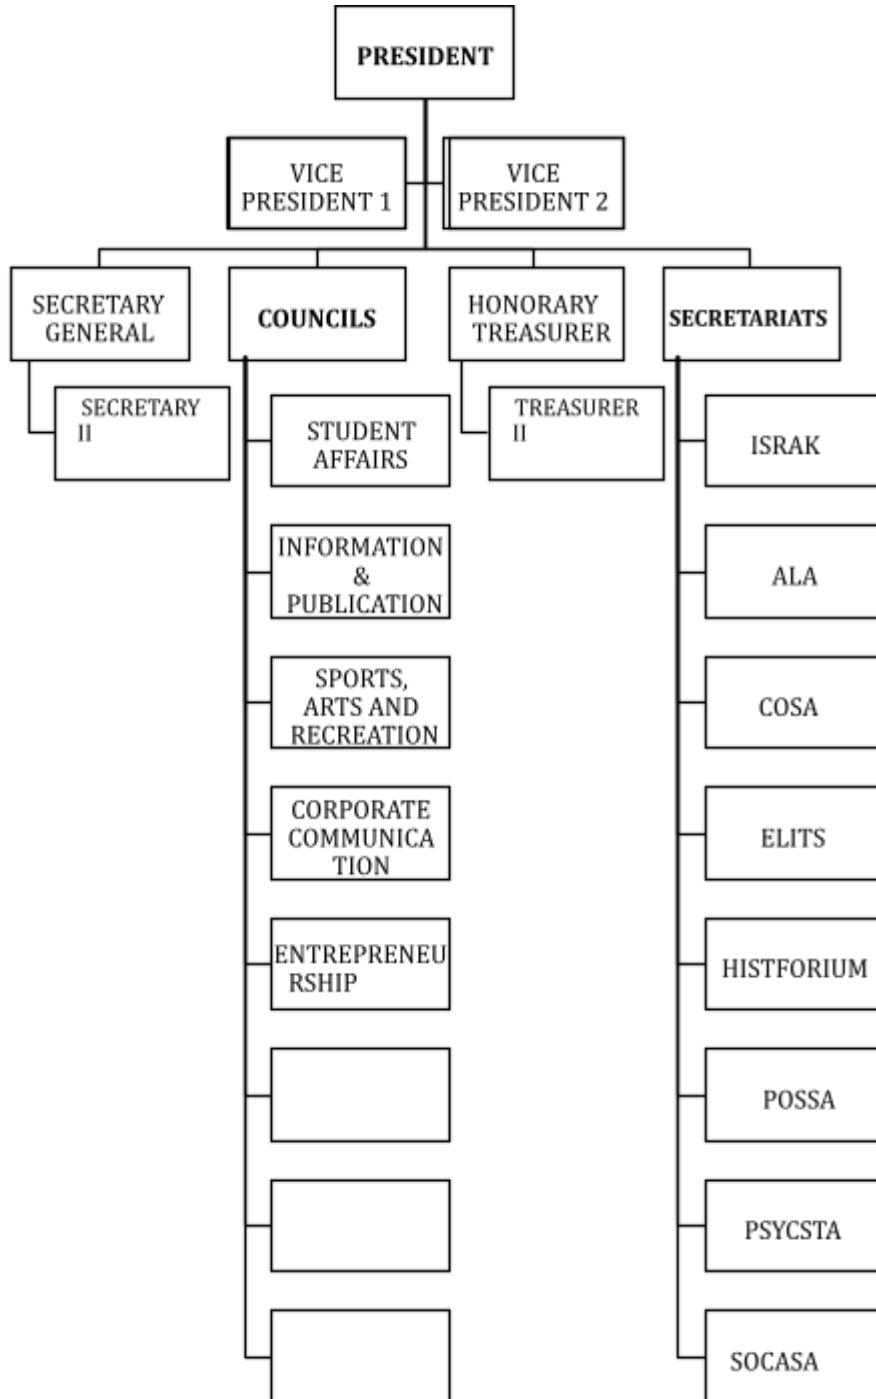 PRESIDENT
VICE
PRESIDENT 1
VICE
PRESIDENT 2
SECRETARY
GENERAL
COUNCILS
HONORARY
TREASURER
SECRETARIATS
SECRETARY
II
STUDENT
AFFAIRS
TREASURER
II
ISRAK
INFORMATION
&
PUBLICATION
ALA
SPORTS,
ARTS AND
RECREATION
COSA
CORPORATE
COMMUNICA
TION
ELITS
ENTREPRENEU
RSHIP
HISTFORIUM
POSSA
PSYCSTA
SOCASA